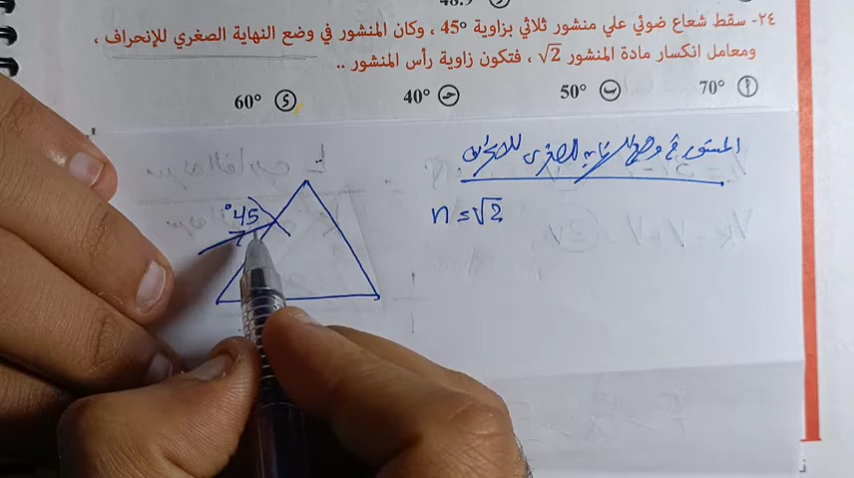 ٢٤- سقط شعاع ضوئي علي منشور ثلاثي بزاوية 45° ، وكان المنشور في وضع النهاية الصغري للإنحراف ،
ومعامل انكسار مادة المنشور √2 ، فتكون زاوية رأس المنشور ..
أ 70° ب 50° جـ 40° د 60°
المنشور في وضع النهاية الصغرى للانحراف
n = √2
45°